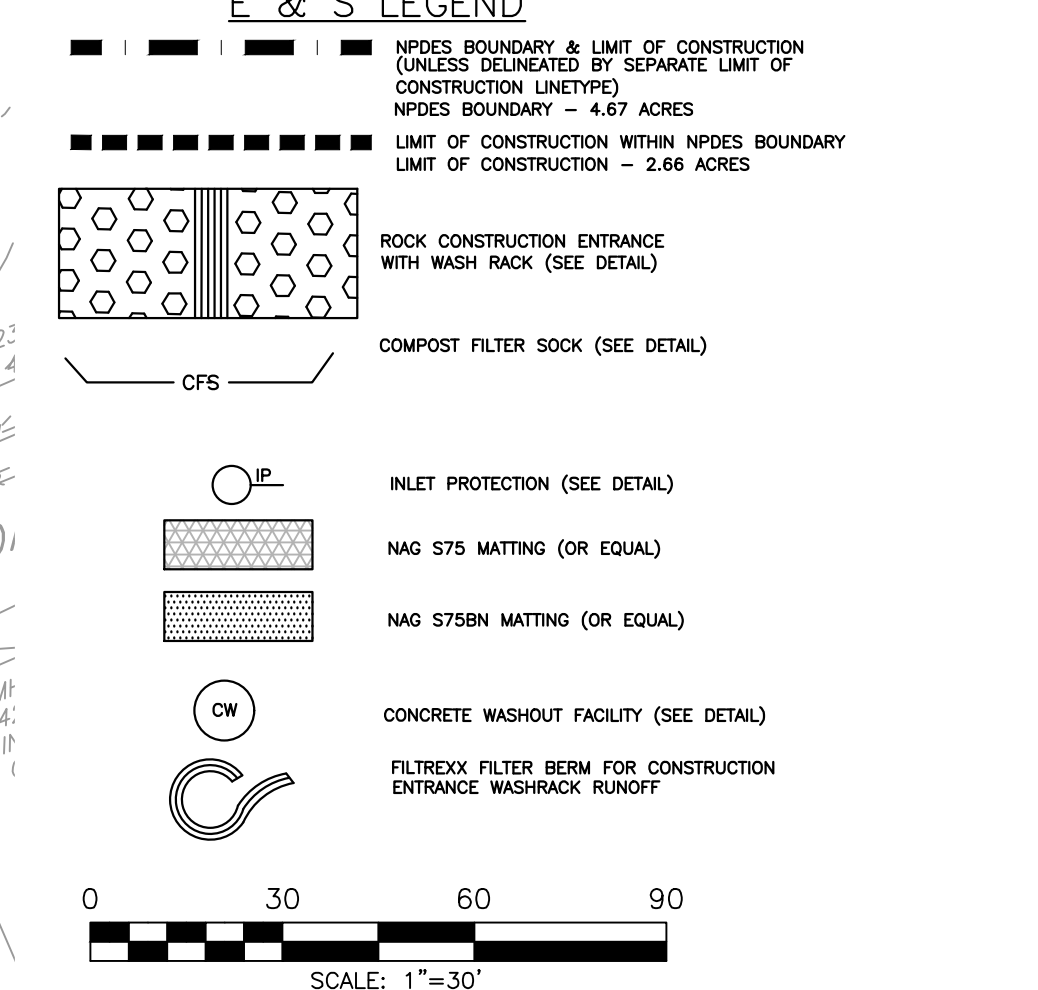 E & S LEGEND
NPDES BOUNDARY & LIMIT OF CONSTRUCTION
(UNLESS DELINEATED BY SEPARATE LIMIT OF
CONSTRUCTION LINETYPE)
NPDES BOUNDARY – 4.67 ACRES
LIMIT OF CONSTRUCTION WITHIN NPDES BOUNDARY
LIMIT OF CONSTRUCTION – 2.66 ACRES
ROCK CONSTRUCTION ENTRANCE
WITH WASH RACK (SEE DETAIL)
COMPOST FILTER SOCK (SEE DETAIL)
CFS
IP
INLET PROTECTION (SEE DETAIL)
NAG S75 MATTING (OR EQUAL)
NAG S75BN MATTING (OR EQUAL)
CW
CONCRETE WASHOUT FACILITY (SEE DETAIL)
FILTREXX FILTER BERM FOR CONSTRUCTION
ENTRANCE WASHRACK RUNOFF
0 30 60 90
SCALE: 1"=30'